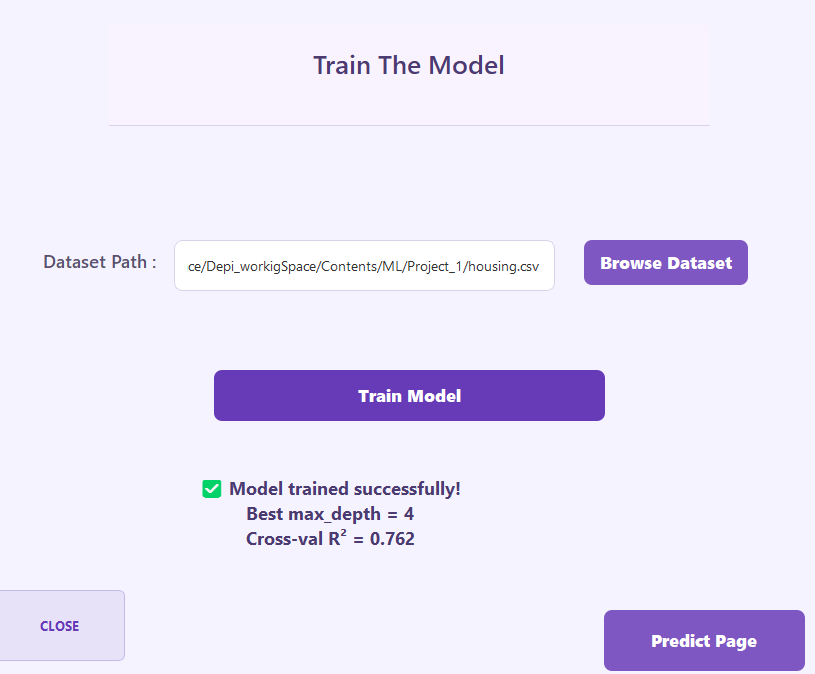 Train The Model
Dataset Path :
ce/Depi_workigSpace/Contents/ML/Project_1/housing.csv
Browse Dataset
Train Model
✅ Model trained successfully!
Best max_depth = 4
Cross-val R² = 0.762
CLOSE
Predict Page